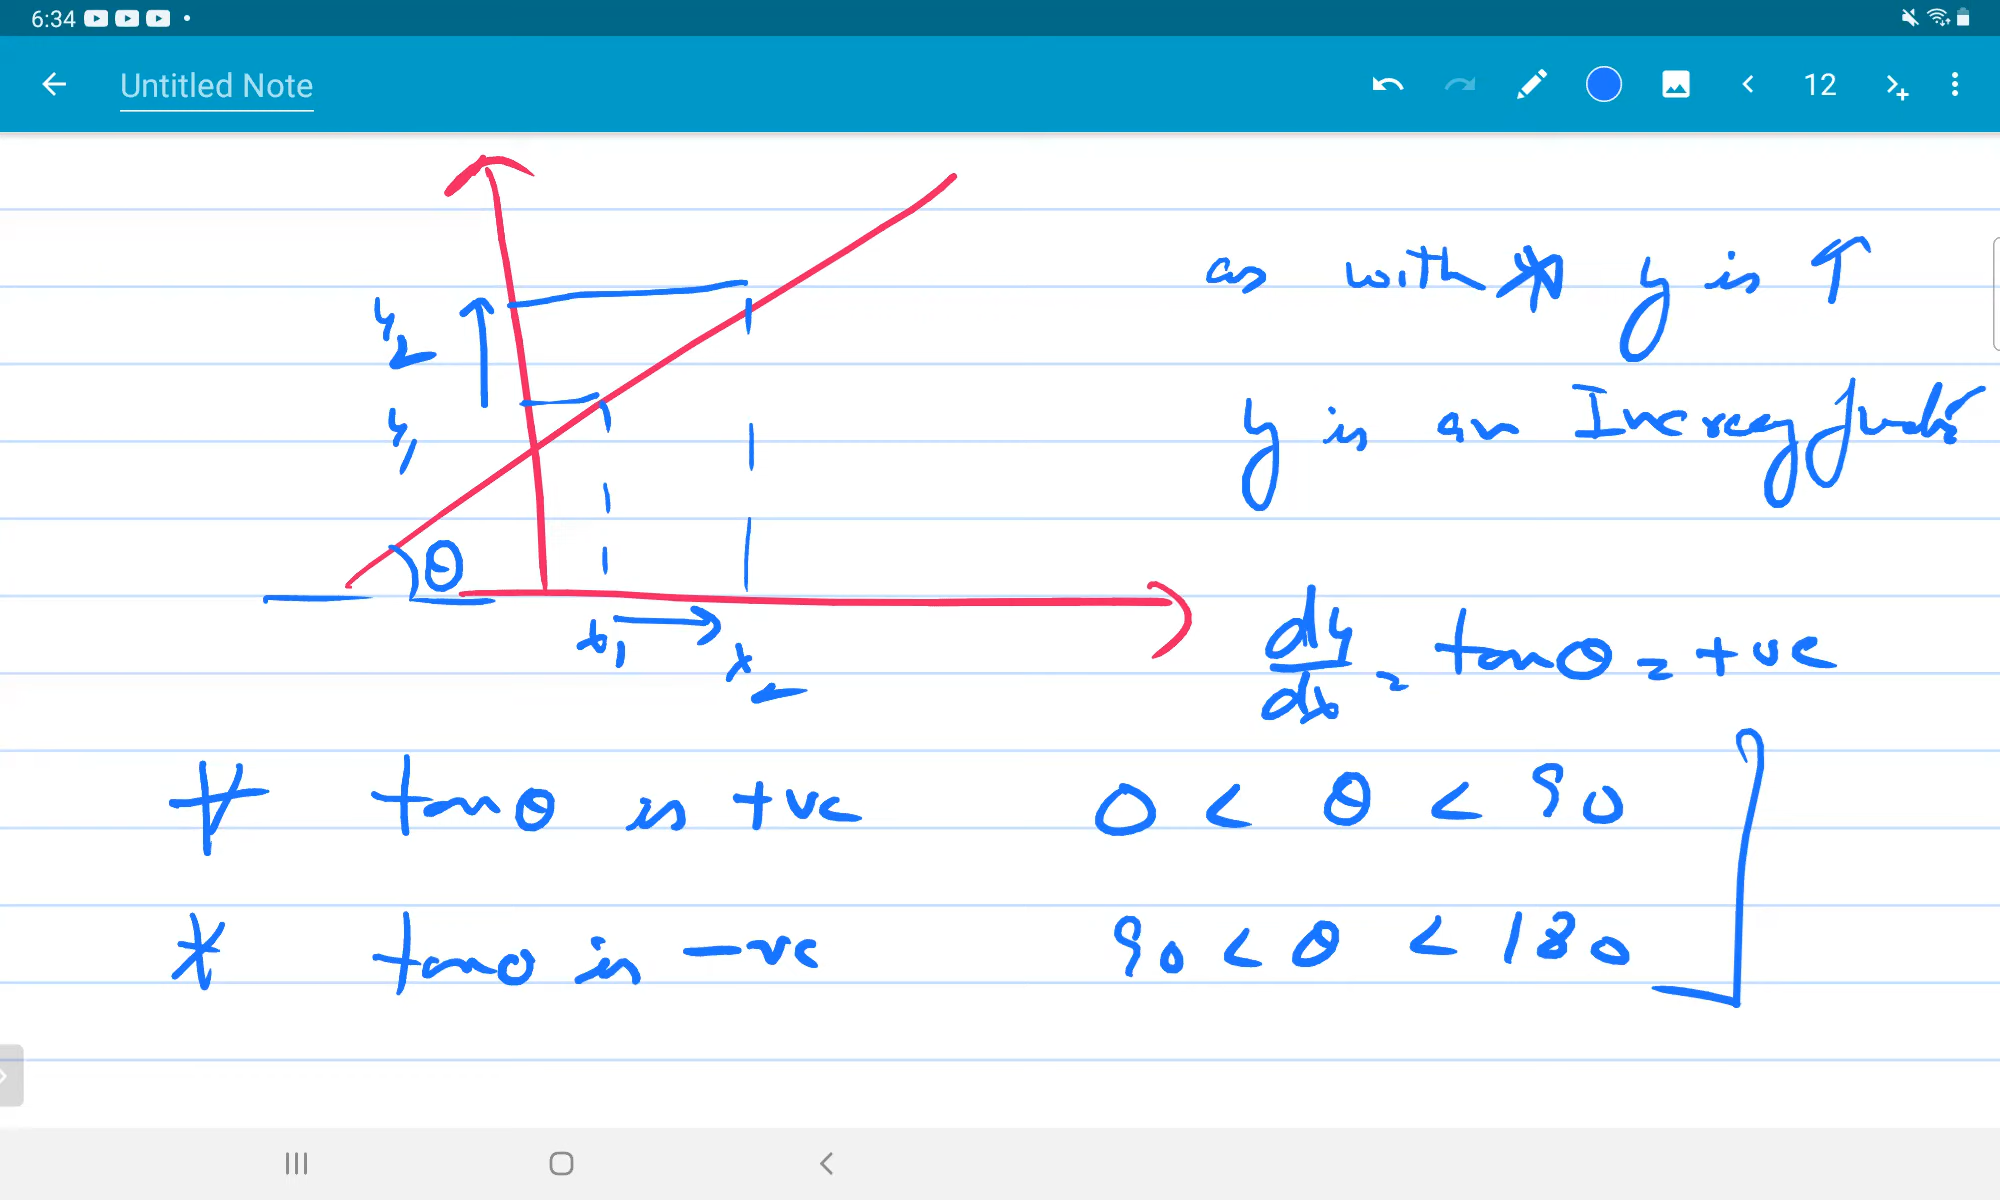 6:34
Untitled Note
12
as with x y is ↑
y₂
y₁
y is an Increasing function
θ
x₁ x₂
dy/dx = tanθ = +ve
* tanθ is +ve 0 < θ < 90
* tanθ is -ve 90 < θ < 180